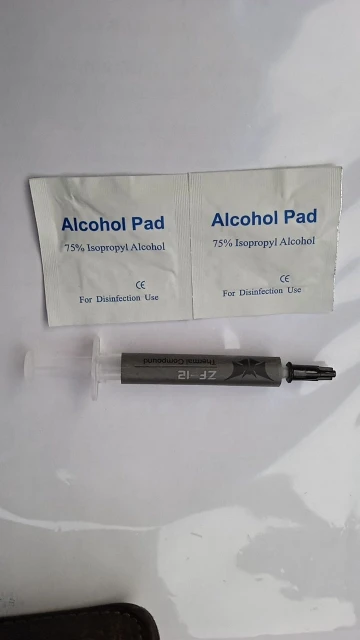 Alcohol Pad
75% Isopropyl Alcohol
CE
For Disinfection Use
Alcohol Pad
75% Isopropyl Alcohol
CE
For Disinfection Use
Thermal Compound
ZF-12